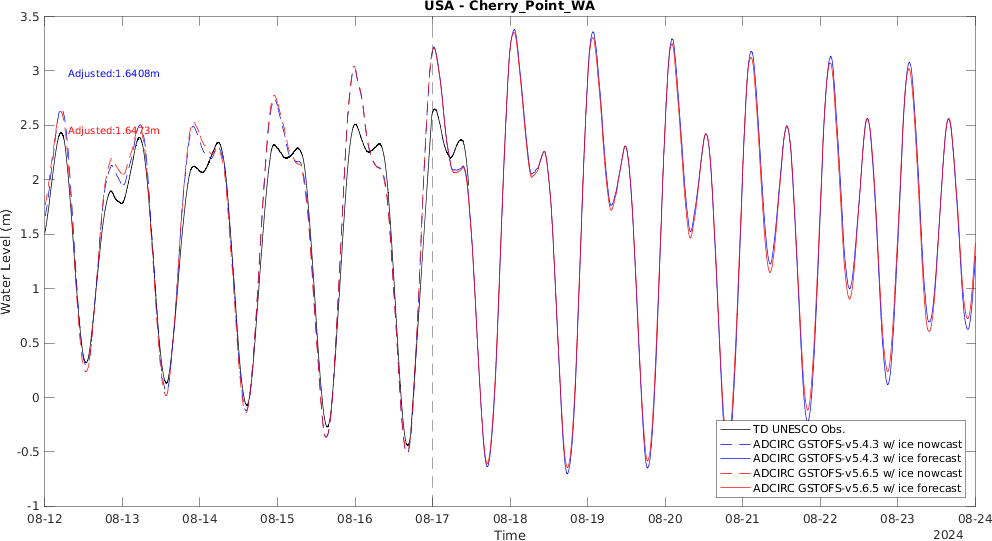 USA - Cherry_Point_WA
3.5
3
2.5
2
1.5
1
0.5
0
-0.5
-1
Water Level (m)
Adjusted:1.6408m
Adjusted:1.6473m
TD UNESCO Obs.
ADCIRC GSTOFS-v5.4.3 w/ ice nowcast
ADCIRC GSTOFS-v5.4.3 w/ ice forecast
ADCIRC GSTOFS-v5.6.5 w/ ice nowcast
ADCIRC GSTOFS-v5.6.5 w/ ice forecast
08-12 08-13 08-14 08-15 08-16 08-17 08-18 08-19 08-20 08-21 08-22 08-23 08-24
Time
2024